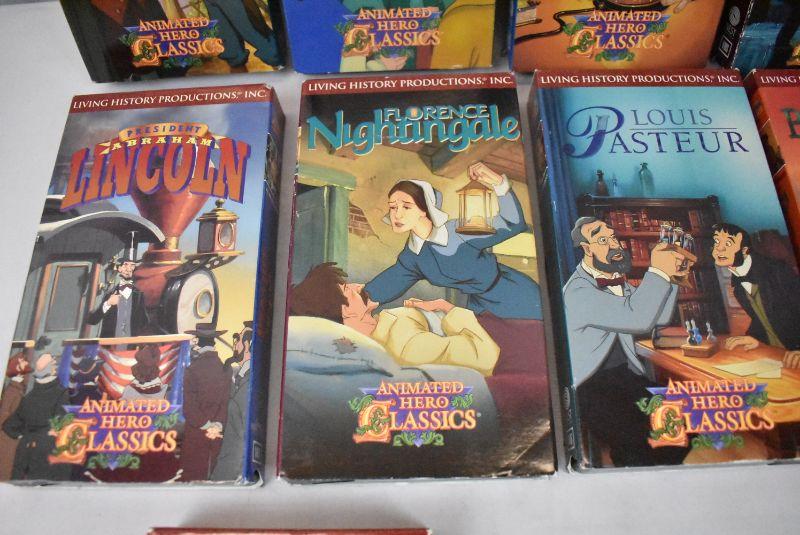 ANIMATED
HERO
CLASSICS
ANIMATED
HERO
CLASSICS
ANIMATED
HERO
CLASSICS®
LIVING HISTORY PRODUCTIONS,® INC.
PRESIDENT
ABRAHAM
LINCOLN
ANIMATED
HERO
CLASSICS
LIVING HISTORY PRODUCTIONS,® INC.
FLORENCE
Nightingale
ANIMATED
HERO
CLASSICS®
LIVING HISTORY PRODUCTIONS,® INC.
LOUIS
PASTEUR
ANIMATED
HERO
CLASSICS®
LIVING